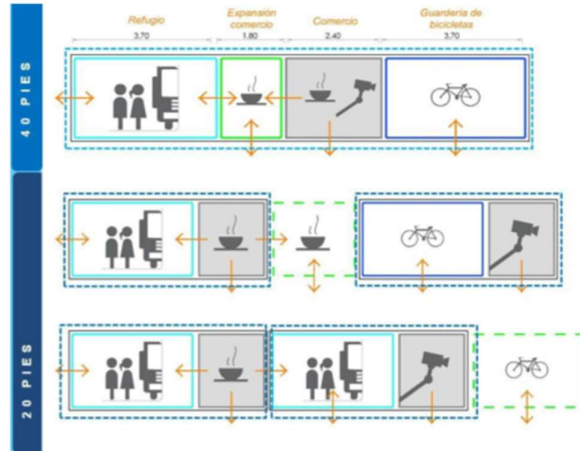 Refugio
Expansión
comercio
Comercio
Guardería de
bicicletas
3,70
1,80
2,40
3,70
40 PIES
20 PIES